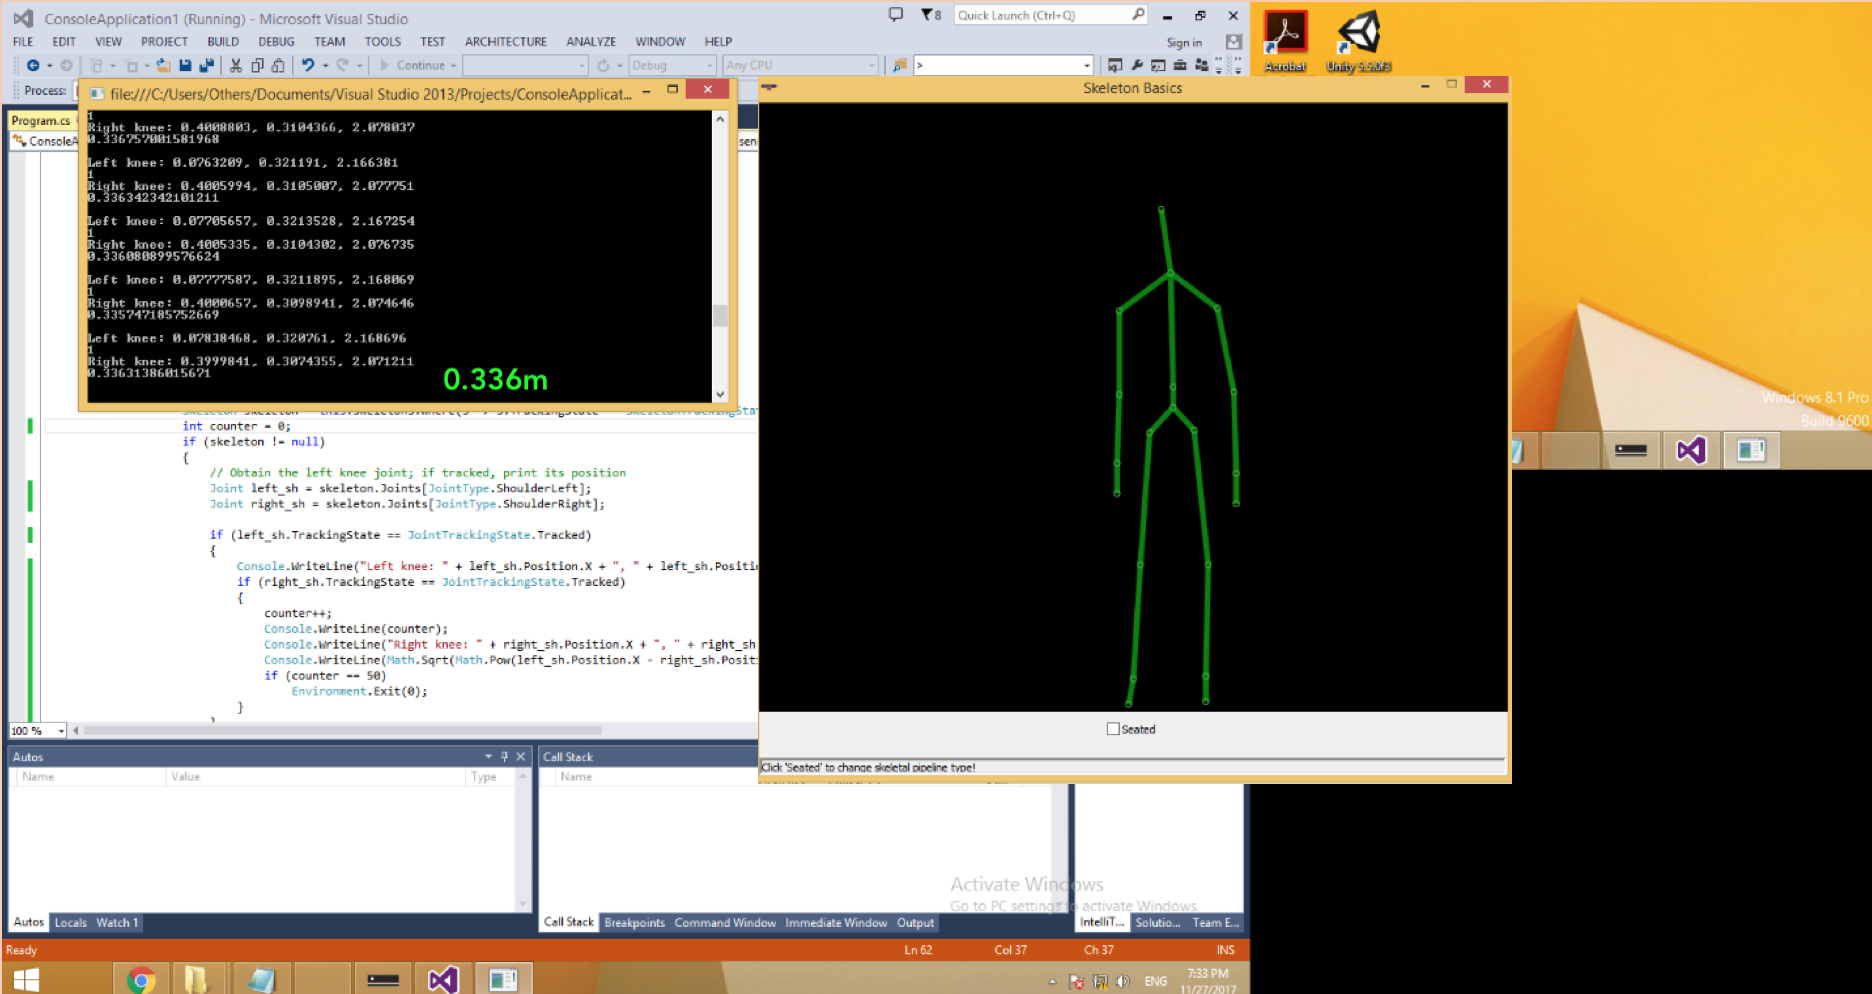 ConsoleApplication1 (Running) - Microsoft Visual Studio
8
Quick Launch (Ctrl+Q)
FILE EDIT VIEW PROJECT BUILD DEBUG TEAM TOOLS TEST ARCHITECTURE ANALYZE WINDOW HELP
Sign in
Continue
Debug
Any CPU
>
Process:
Acrobat
Unity 5.5.0f3
file:///C:/Users/Others/Documents/Visual Studio 2013/Projects/ConsoleApplicat...
Program.cs
ConsoleA
1
Right knee: 0.4008803, 0.3104366, 2.078037
0.336757001581968
Left knee: 0.0763209, 0.321191, 2.166381
1
Right knee: 0.4005994, 0.3105007, 2.077751
0.336342342101211
Left knee: 0.07705657, 0.3213528, 2.167254
1
Right knee: 0.4005335, 0.3104302, 2.076735
0.336080899576624
Left knee: 0.07777587, 0.3211895, 2.168069
1
Right knee: 0.4000657, 0.3098941, 2.074646
0.335747185752669
Left knee: 0.07838468, 0.320761, 2.168696
1
Right knee: 0.3999841, 0.3074355, 2.071211
0.33631386015671
0.336m
int counter = 0;
if (skeleton != null)
{
// Obtain the left knee joint; if tracked, print its position
Joint left_sh = skeleton.Joints[JointType.ShoulderLeft];
Joint right_sh = skeleton.Joints[JointType.ShoulderRight];
if (left_sh.TrackingState == JointTrackingState.Tracked)
{
Console.WriteLine("Left knee: " + left_sh.Position.X + ", " + left_sh.Positi
if (right_sh.TrackingState == JointTrackingState.Tracked)
{
counter++;
Console.WriteLine(counter);
Console.WriteLine("Right knee: " + right_sh.Position.X + ", " + right_sh
Console.WriteLine(Math.Sqrt(Math.Pow(left_sh.Position.X - right_sh.Posit
if (counter == 50)
Environment.Exit(0);
}
100 %
Skeleton Basics
Seated
Click 'Seated' to change skeletal pipeline type!
Windows 8.1 Pro
Build 9600
Autos
Name Value Type
Call Stack
Name
Autos Locals Watch 1
Call Stack Breakpoints Command Window Immediate Window Output
IntelliT... Solutio... Team E...
Activate Windows
Go to PC settings to activate Windows.
Ready
Ln 62 Col 37 Ch 37 INS
ENG
7:33 PM
11/27/2017